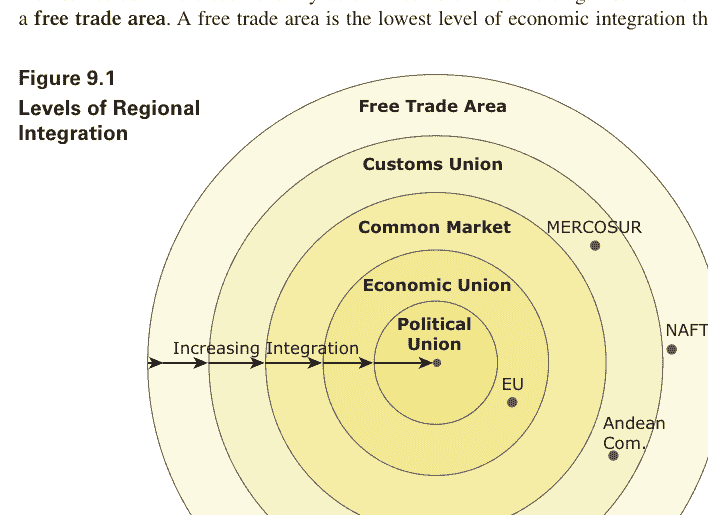 a free trade area. A free trade area is the lowest level of economic integration th
Figure 9.1
Levels of Regional
Integration
Free Trade Area
Customs Union
Common Market
MERCOSUR
Economic Union
Political
Union
NAFT
Increasing Integration
EU
Andean
Com.